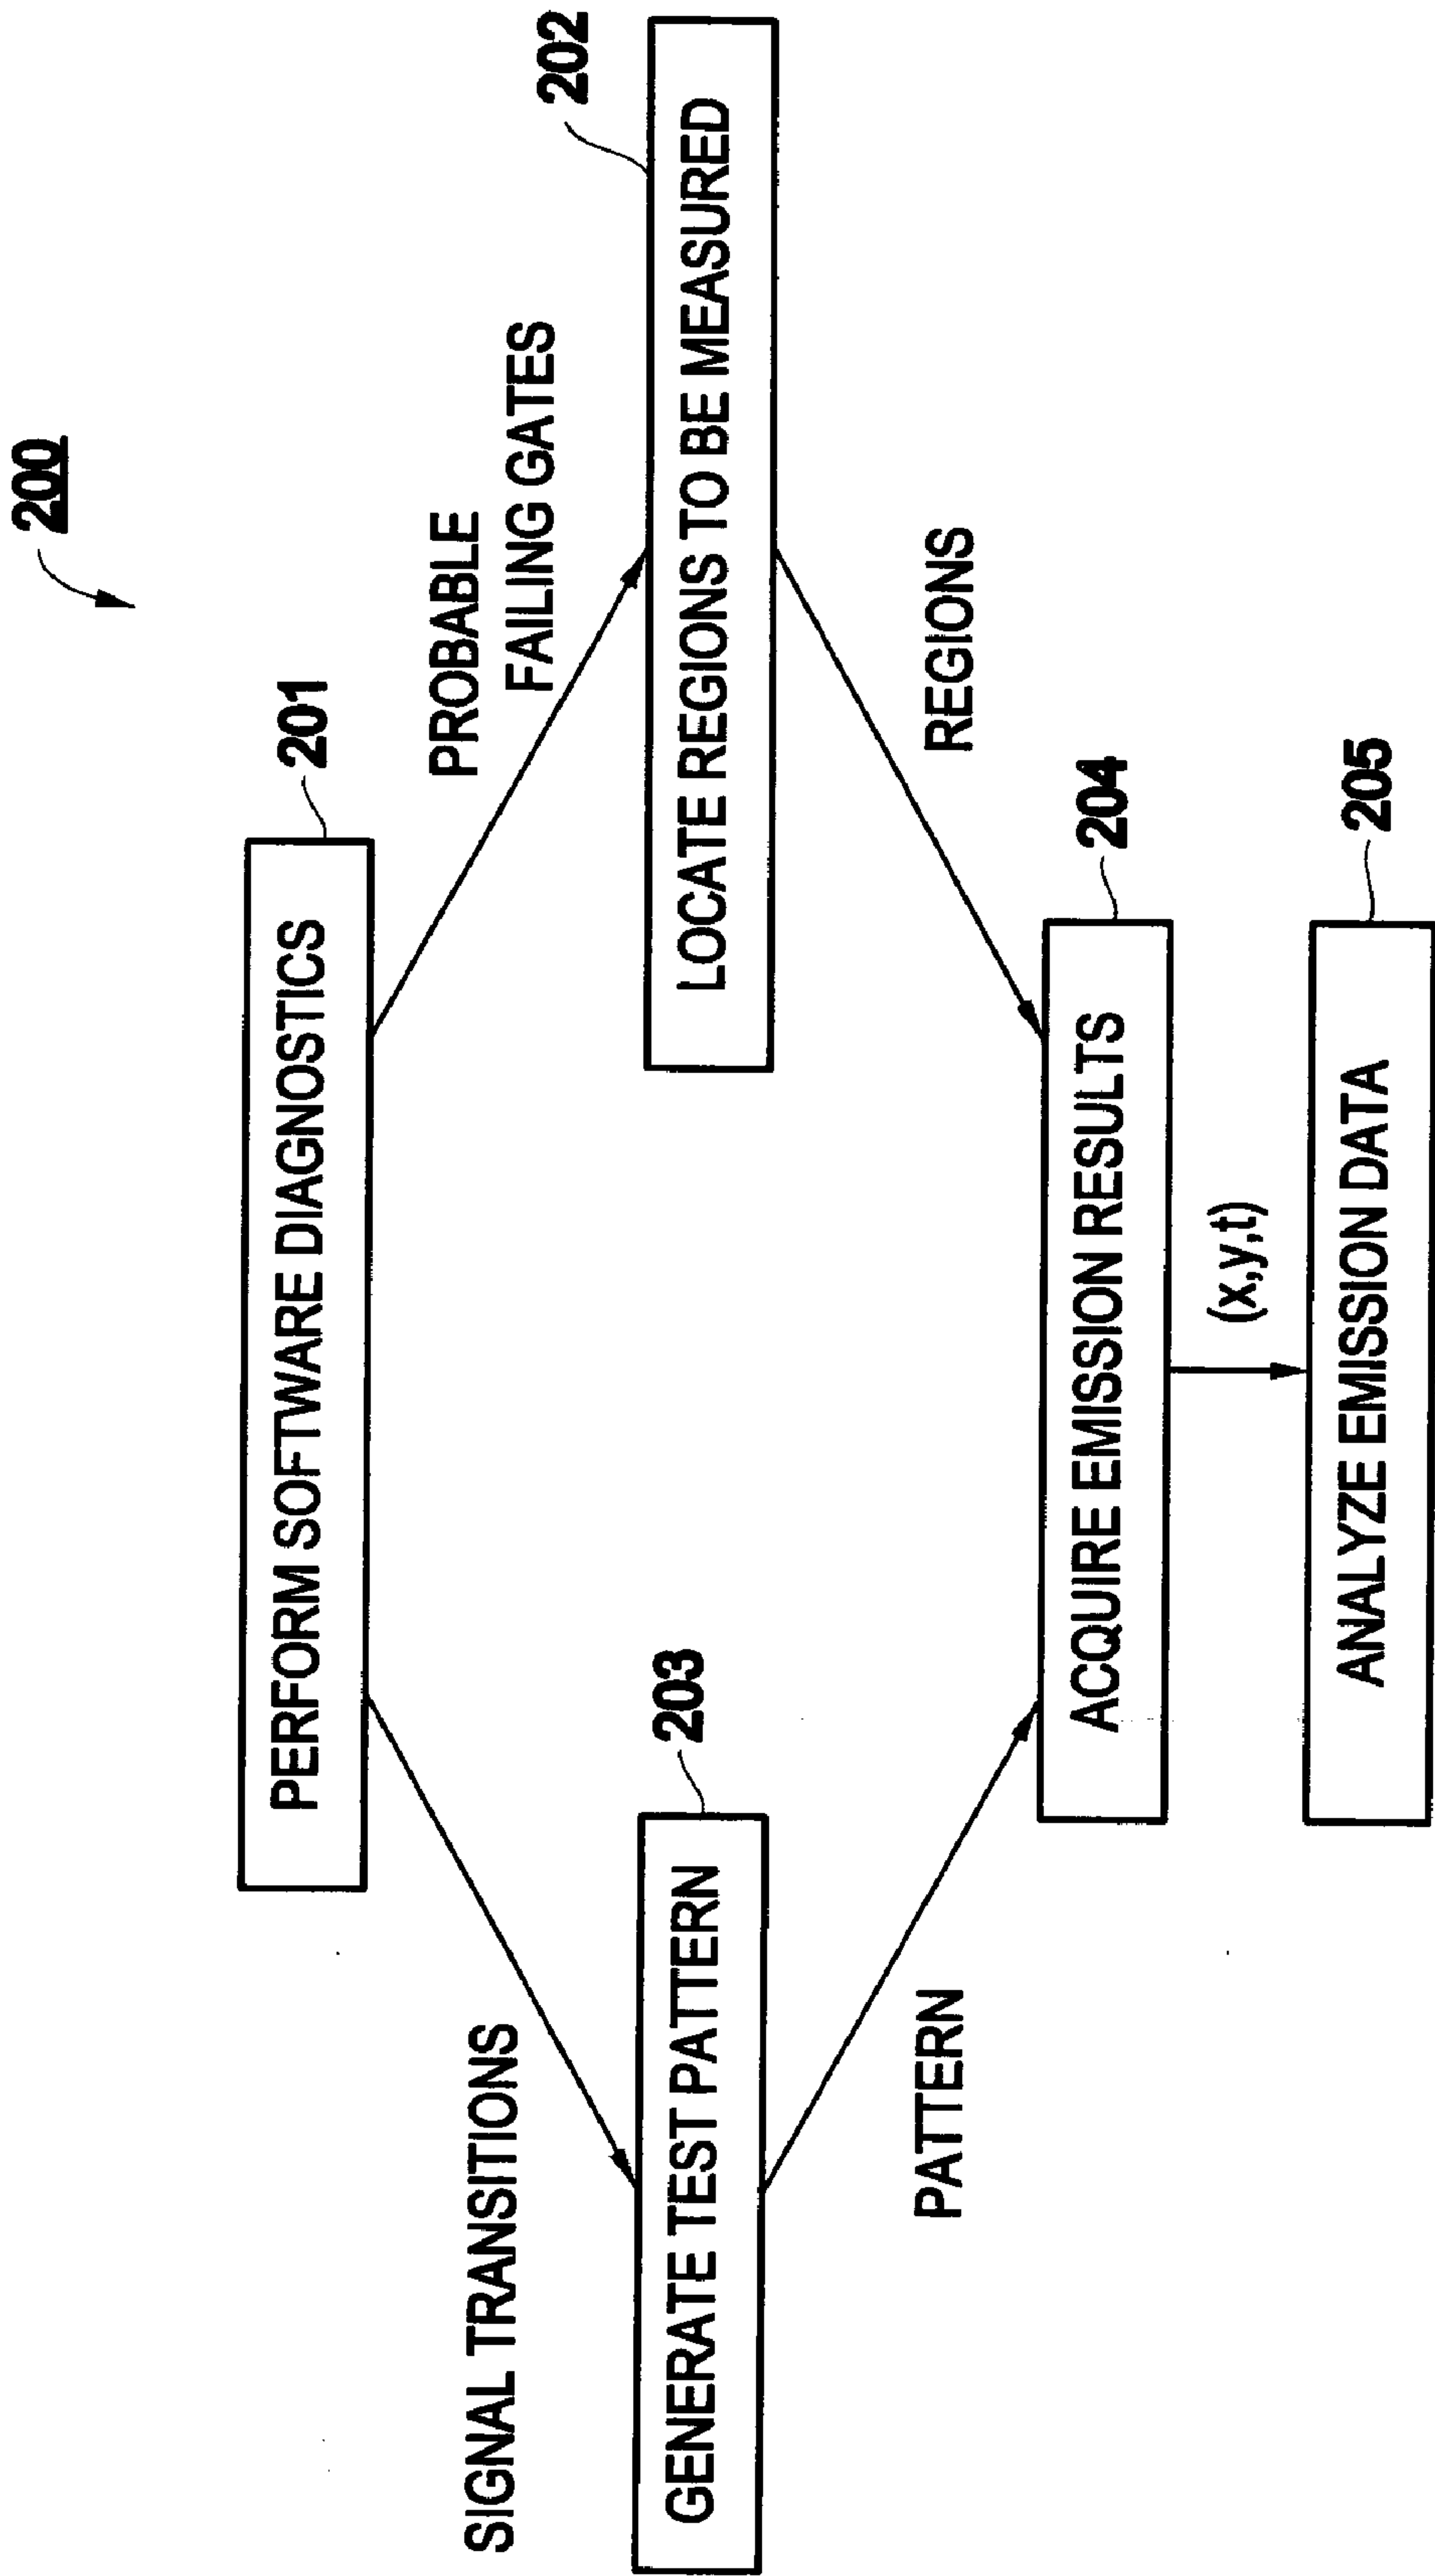 200
PERFORM SOFTWARE DIAGNOSTICS
201
SIGNAL TRANSITIONS
PROBABLE
FAILING GATES
202
GENERATE TEST PATTERN
203
LOCATE REGIONS TO BE MEASURED
PATTERN
REGIONS
ACQUIRE EMISSION RESULTS
204
(x,y,t)
ANALYZE EMISSION DATA
205